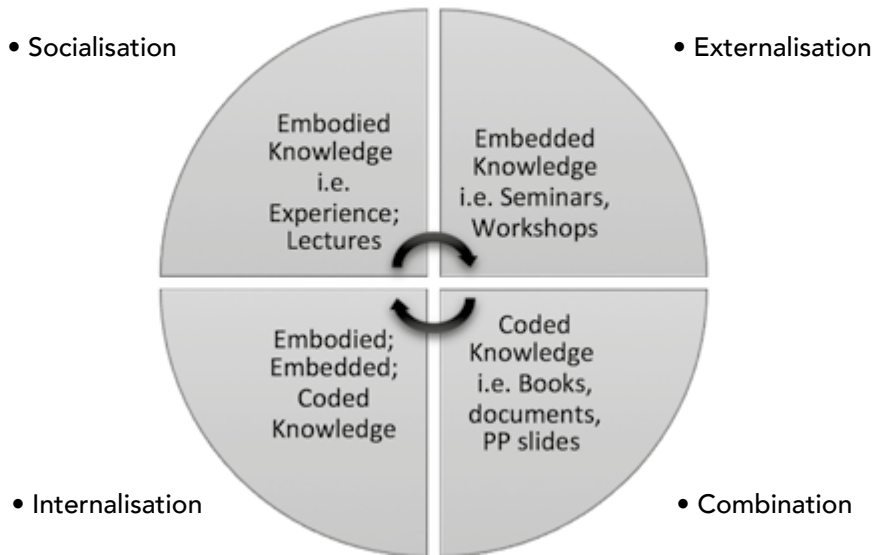 • Socialisation
• Externalisation
Embodied
Knowledge
i.e.
Experience;
Lectures
Embedded
Knowledge
i.e. Seminars,
Workshops
Embodied;
Embedded;
Coded
Knowledge
Coded
Knowledge
i.e. Books,
documents,
PP slides
• Internalisation
• Combination